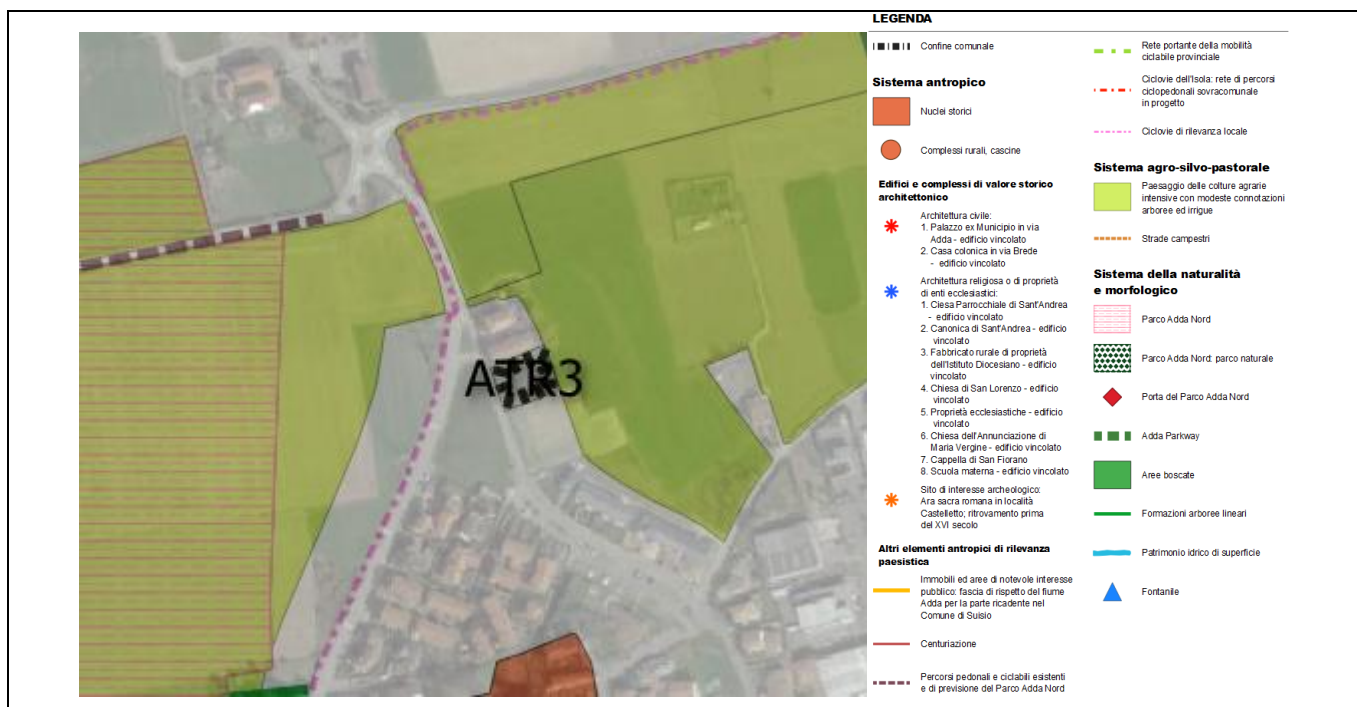 ATR3
LEGENDA
Confine comunale
Sistema antropico
Nuclei storici
Complessi rurali, cascine
Edifici e complessi di valore storico
architettonico
Architettura civile:
1. Palazzo ex Municipio in via
Adda - edificio vincolato
2. Casa colonica in via Brede
- edificio vincolato
Architettura religiosa o di proprietà
di enti ecclesiastici:
1. Ciesa Parrocchiale di Sant'Andrea
- edificio vincolato
2. Canonica di Sant'Andrea - edificio
vincolato
3. Fabbricato rurale di proprietà
dell'Istituto Diocesiano - edificio
vincolato
4. Chiesa di San Lorenzo - edificio
vincolato
5. Proprietà ecclesiastiche - edificio
vincolato
6. Chiesa dell'Annunciazione di
Maria Vergine - edificio vincolato
7. Cappella di San Fiorano
8. Scuola materna - edificio vincolato
Sito di interesse archeologico:
Ara sacra romana in località
Castelletto; ritrovamento prima
del XVI secolo
Altri elementi antropici di rilevanza
paesistica
Immobili ed aree di notevole interesse
pubblico: fascia di rispetto del fiume
Adda per la parte ricadente nel
Comune di Suisio
Centuriazione
Percorsi pedonali e ciclabili esistenti
e di previsione del Parco Adda Nord
Rete portante della mobilità
ciclabile provinciale
Ciclovie dell'Isola: rete di percorsi
ciclopedonali sovracomunale
in progetto
Ciclovie di rilevanza locale
Sistema agro-silvo-pastorale
Paesaggio delle colture agrarie
intensive con modeste connotazioni
arboree ed irrigue
Strade campestri
Sistema della naturalità
e morfologico
Parco Adda Nord
Parco Adda Nord: parco naturale
Porta del Parco Adda Nord
Adda Parkway
Aree boscate
Formazioni arboree lineari
Patrimonio idrico di superficie
Fontanile